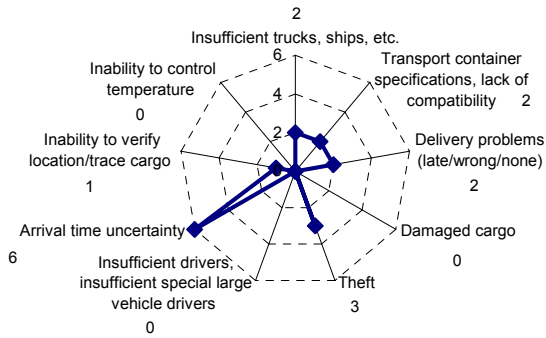 2
Insufficient trucks, ships, etc.
6
4
2
0
Transport container
specifications, lack of
compatibility 2
Delivery problems
(late/wrong/none)
2
Damaged cargo
0
Theft
3
Insufficient drivers,
insufficient special large
vehicle drivers
0
Arrival time uncertainty
6
Inability to verify
location/trace cargo
1
Inability to control
temperature
0